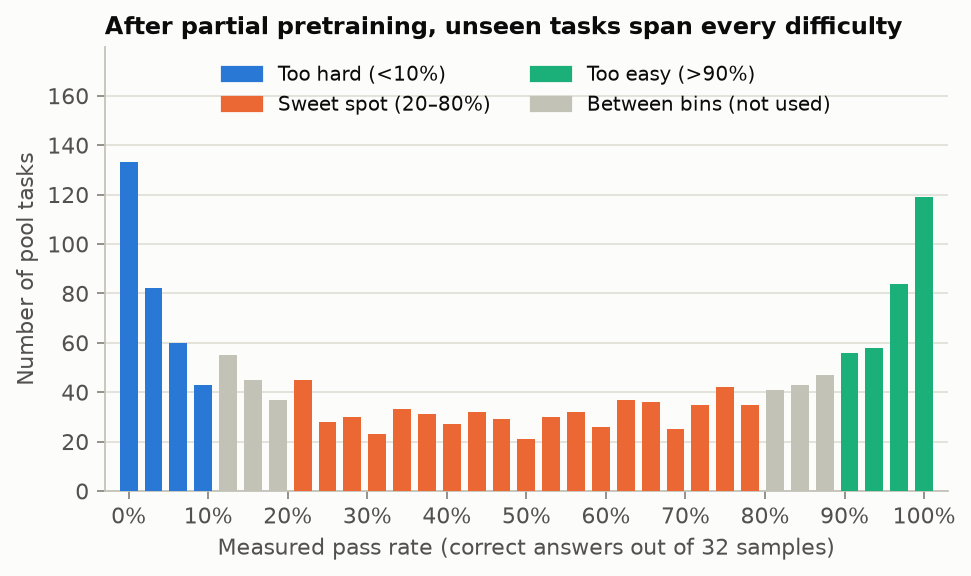 After partial pretraining, unseen tasks span every difficulty
Too hard (<10%)
Sweet spot (20–80%)
Too easy (>90%)
Between bins (not used)
Number of pool tasks
160
140
120
100
80
60
40
20
0
0% 10% 20% 30% 40% 50% 60% 70% 80% 90% 100%
Measured pass rate (correct answers out of 32 samples)